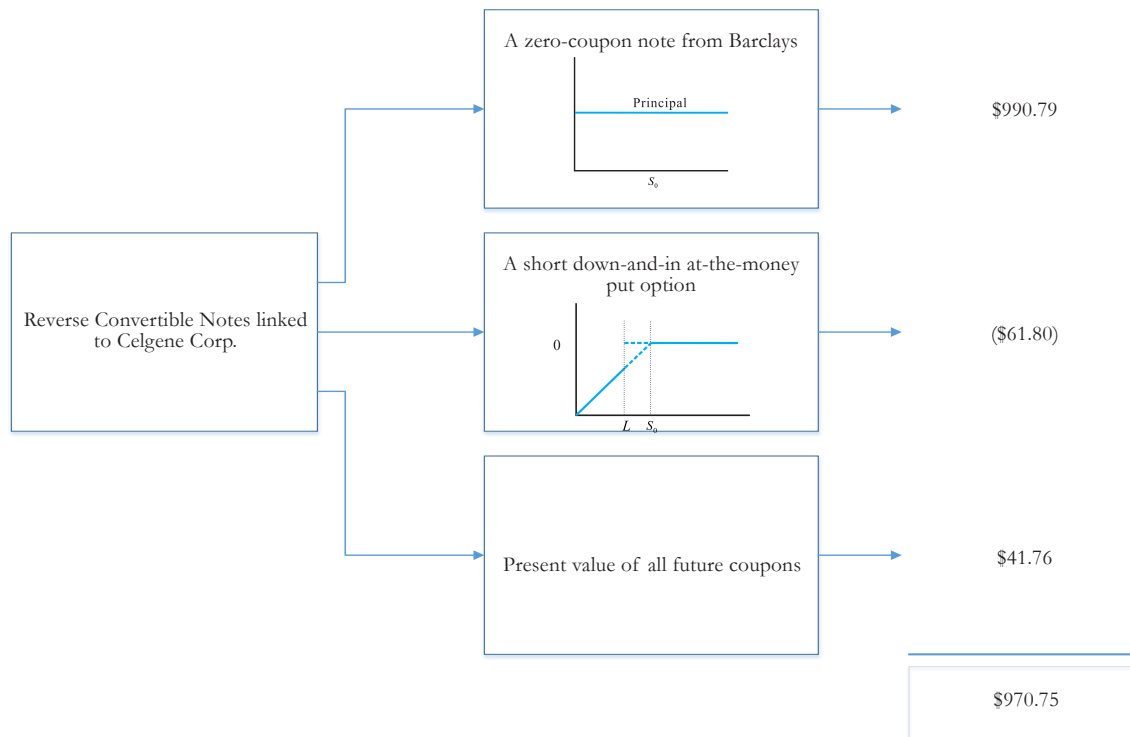 A zero-coupon note from Barclays
Principal
S0
$990.79
Reverse Convertible Notes linked
to Celgene Corp.
A short down-and-in at-the-money
put option
0
L S0
($61.80)
Present value of all future coupons
$41.76
$970.75